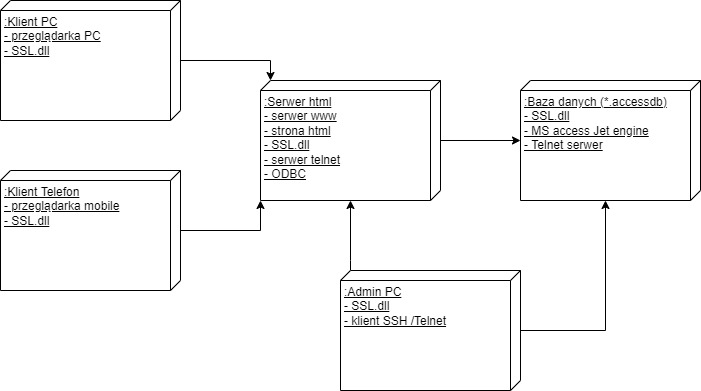 :Klient PC
- przeglądarka PC
- SSL.dll
:Serwer html
- serwer www
- strona html
- SSL.dll
- serwer telnet
- ODBC
:Baza danych (*.accessdb)
- SSL.dll
- MS access Jet engine
- Telnet serwer
:Klient Telefon
- przeglądarka mobile
- SSL.dll
:Admin PC
- SSL.dll
- klient SSH /Telnet